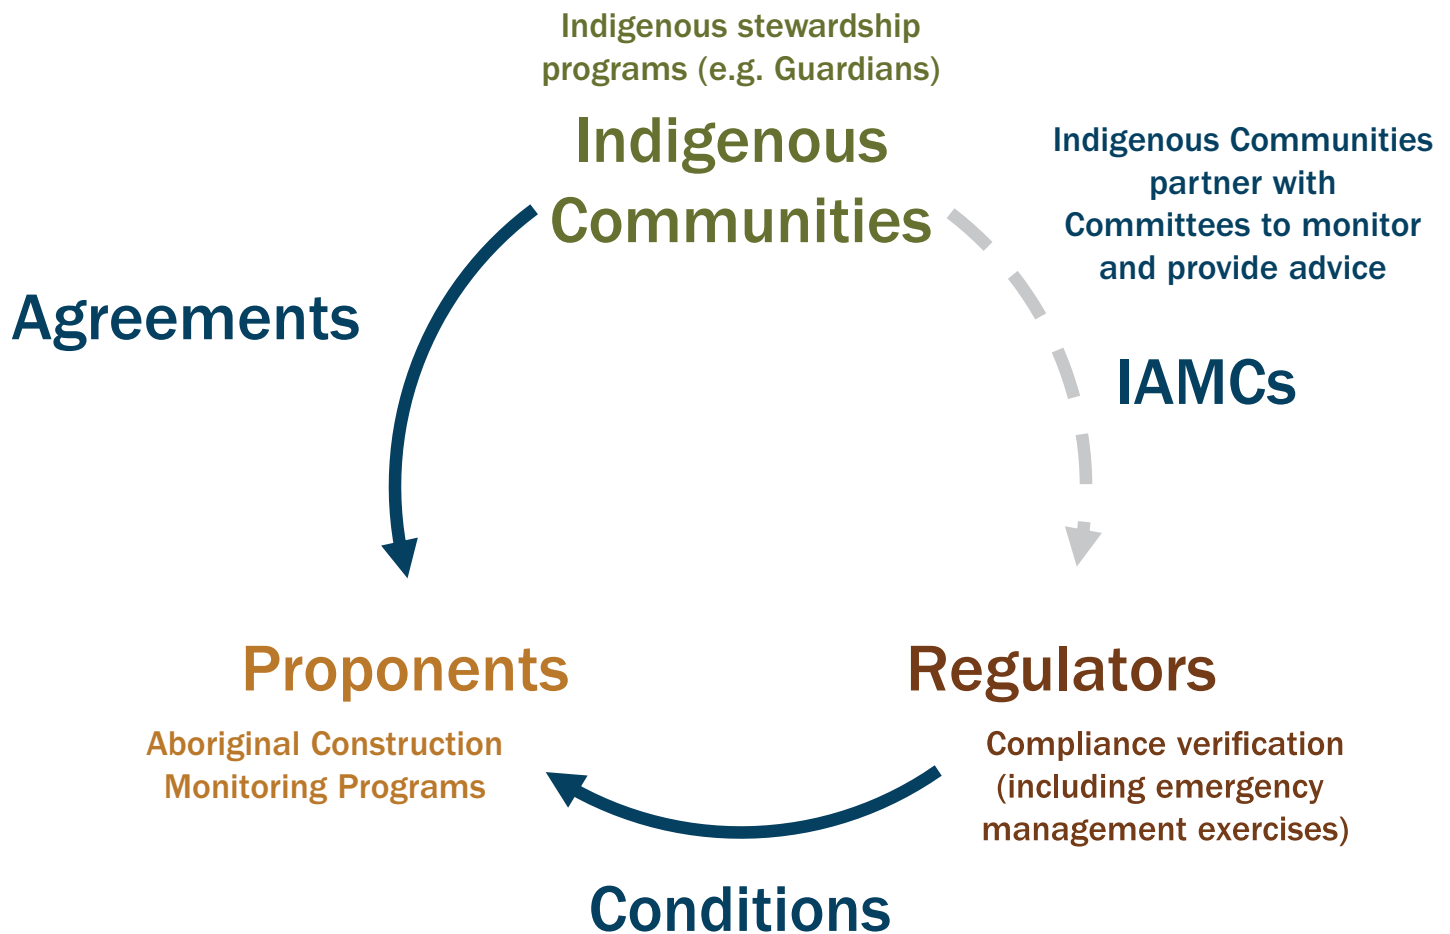 Indigenous stewardship
programs (e.g. Guardians)
Indigenous
Communities
Indigenous Communities
partner with
Committees to monitor
and provide advice
Agreements
IAMCs
Proponents
Aboriginal Construction
Monitoring Programs
Regulators
Compliance verification
(including emergency
management exercises)
Conditions